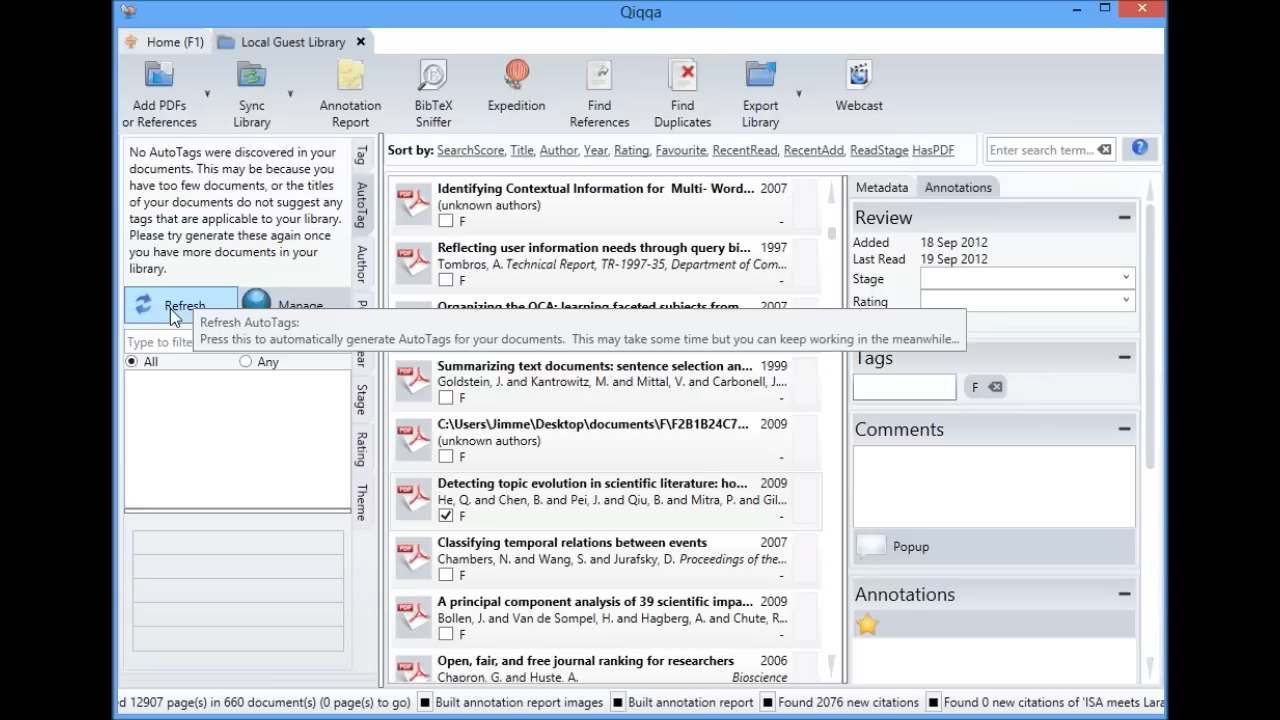 Qiqqa
Home (F1)
Local Guest Library
Add PDFs
or References
Sync
Library
Annotation
Report
BibTeX
Sniffer
Expedition
Find
References
Find
Duplicates
Export
Library
Webcast
No AutoTags were discovered in your
documents. This may be because you
have too few documents, or the titles
of your documents do not suggest any
tags that are applicable to your library.
Please try generate these again once
you have more documents in your
library.
Refresh
Manage
Refresh AutoTags:
Press this to automatically generate AutoTags for your documents. This may take some time but you can keep working in the meanwhile...
Type to filte
All
Any
Tag
AutoTag
Author
Stage
Rating
Theme
Sort by: SearchScore, Title, Author, Year, Rating, Favourite, RecentRead, RecentAdd, ReadStage HasPDF
Enter search term...
Identifying Contextual Information for Multi- Word... 2007
(unknown authors)
F -
Reflecting user information needs through query bi... 1997
Tombros, A. Technical Report, TR-1997-35, Department of Com...
F -
Organizing the OCA: learning faceted subjects from 2007
Summarizing text documents: sentence selection an... 1999
Goldstein, J. and Kantrowitz, M. and Mittal, V. and Carbonell, J....
F -
C:\Users\Jimme\Desktop\documents\F\F2B1B24C7... 2009
(unknown authors)
F -
Detecting topic evolution in scientific literature: ho... 2009
He, Q. and Chen, B. and Pei, J. and Qiu, B. and Mitra, P. and Gil...
F -
Classifying temporal relations between events 2007
Chambers, N. and Wang, S. and Jurafsky, D. Proceedings of the...
F -
A principal component analysis of 39 scientific impa... 2009
Bollen, J. and Van de Sompel, H. and Hagberg, A. and Chute, R...
F -
Open, fair, and free journal ranking for researchers 2006
Chapron, G. and Huste, A. Bioscience
Metadata
Annotations
Review
Added 18 Sep 2012
Last Read 19 Sep 2012
Stage
Rating
Tags
F
Comments
Popup
Annotations
d 12907 page(s) in 660 document(s) (0 page(s) to go)
Built annotation report images
Built annotation report
Found 2076 new citations
Found 0 new citations of 'ISA meets Lara